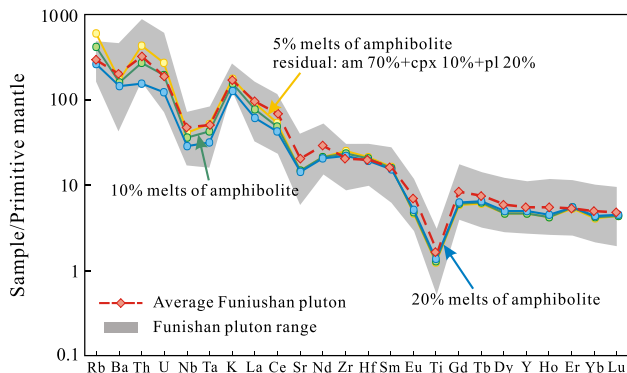 1000
100
10
1
0.1
Sample/Primitive mantle
5% melts of amphibolite
residual: am 70%+cpx 10%+pl 20%
10% melts of amphibolite
20% melts of amphibolite
Average Funiushan pluton
Funishan pluton range
Rb Ba Th U Nb Ta K La Ce Sr Nd Zr Hf Sm Eu Ti Gd Tb Dy Y Ho Er Yb Lu